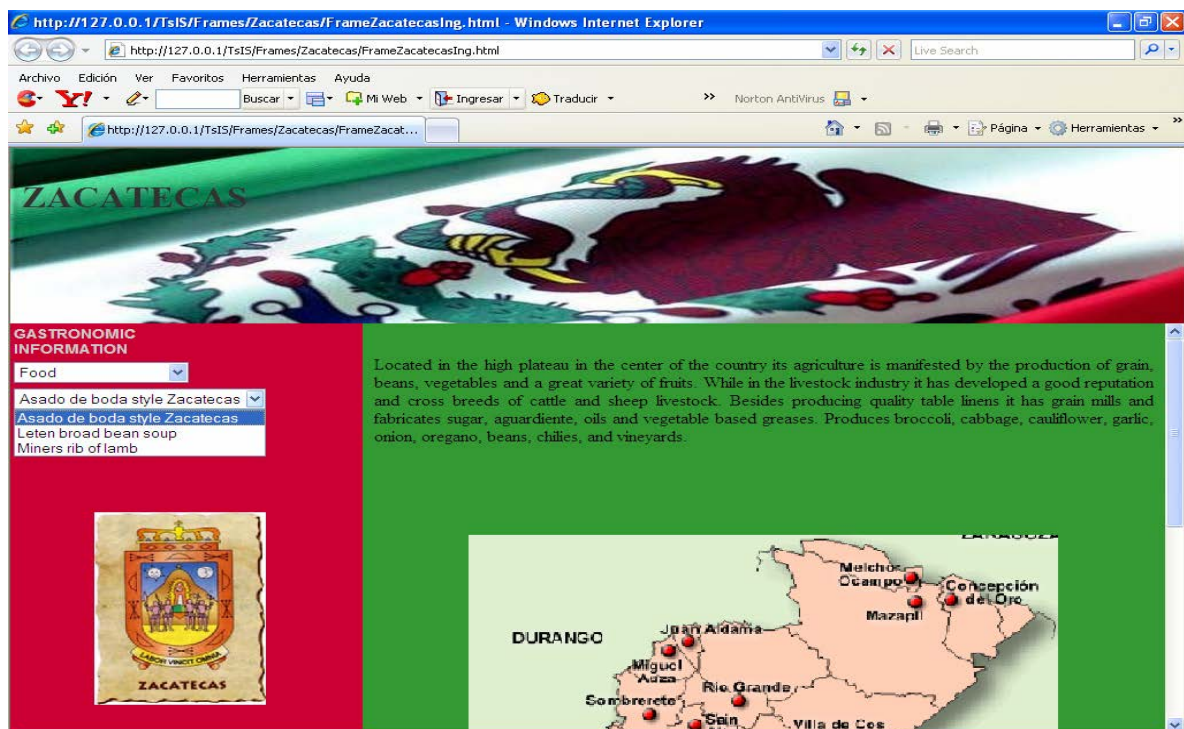 http://127.0.0.1/TsIS/Frames/Zacatecas/FrameZacatecasIng.html - Windows Internet Explorer
http://127.0.0.1/TsIS/Frames/Zacatecas/FrameZacatecasIng.html
Live Search
Archivo Edición Ver Favoritos Herramientas Ayuda
Y! Buscar Mi Web Ingresar Traducir >> Norton AntiVirus
http://127.0.0.1/TsIS/Frames/Zacatecas/FrameZacat... Página Herramientas >>
ZACATECAS
GASTRONOMIC
INFORMATION
Food
Asado de boda style Zacatecas
Asado de boda style Zacatecas
Leten broad bean soup
Miners rib of lamb
LABOR VINCIT OMNIA
ZACATECAS
Located in the high plateau in the center of the country its agriculture is manifested by the production of grain,
beans, vegetables and a great variety of fruits. While in the livestock industry it has developed a good reputation
and cross breeds of cattle and sheep livestock. Besides producing quality table linens it has grain mills and
fabricates sugar, aguardiente, oils and vegetable based greases. Produces broccoli, cabbage, cauliflower, garlic,
onion, oregano, beans, chilies, and vineyards.
Melchor
Ocampo
Concepción
del Oro
Mazapil
DURANGO
Juan Aldama
Miguel
Auza
Rio Grande
Sombrerete
Sain
Villa de Cos